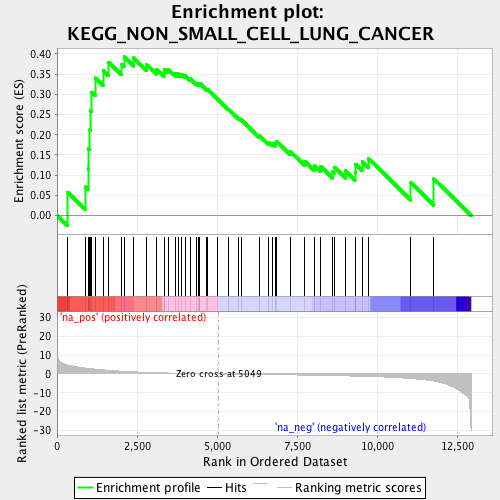 Enrichment plot:
KEGG_NON_SMALL_CELL_LUNG_CANCER
Enrichment score (ES)
0.40
0.35
0.30
0.25
0.20
0.15
0.10
0.05
0.00
'na_pos' (positively correlated)
Ranked list metric (PreRanked)
30
20
10
0
-10
-20
-30
Zero cross at 5049
'na_neg' (negatively correlated)
0
2,500
5,000
7,500
10,000
12,500
Rank in Ordered Dataset
Enrichment profile
Hits
Ranking metric scores